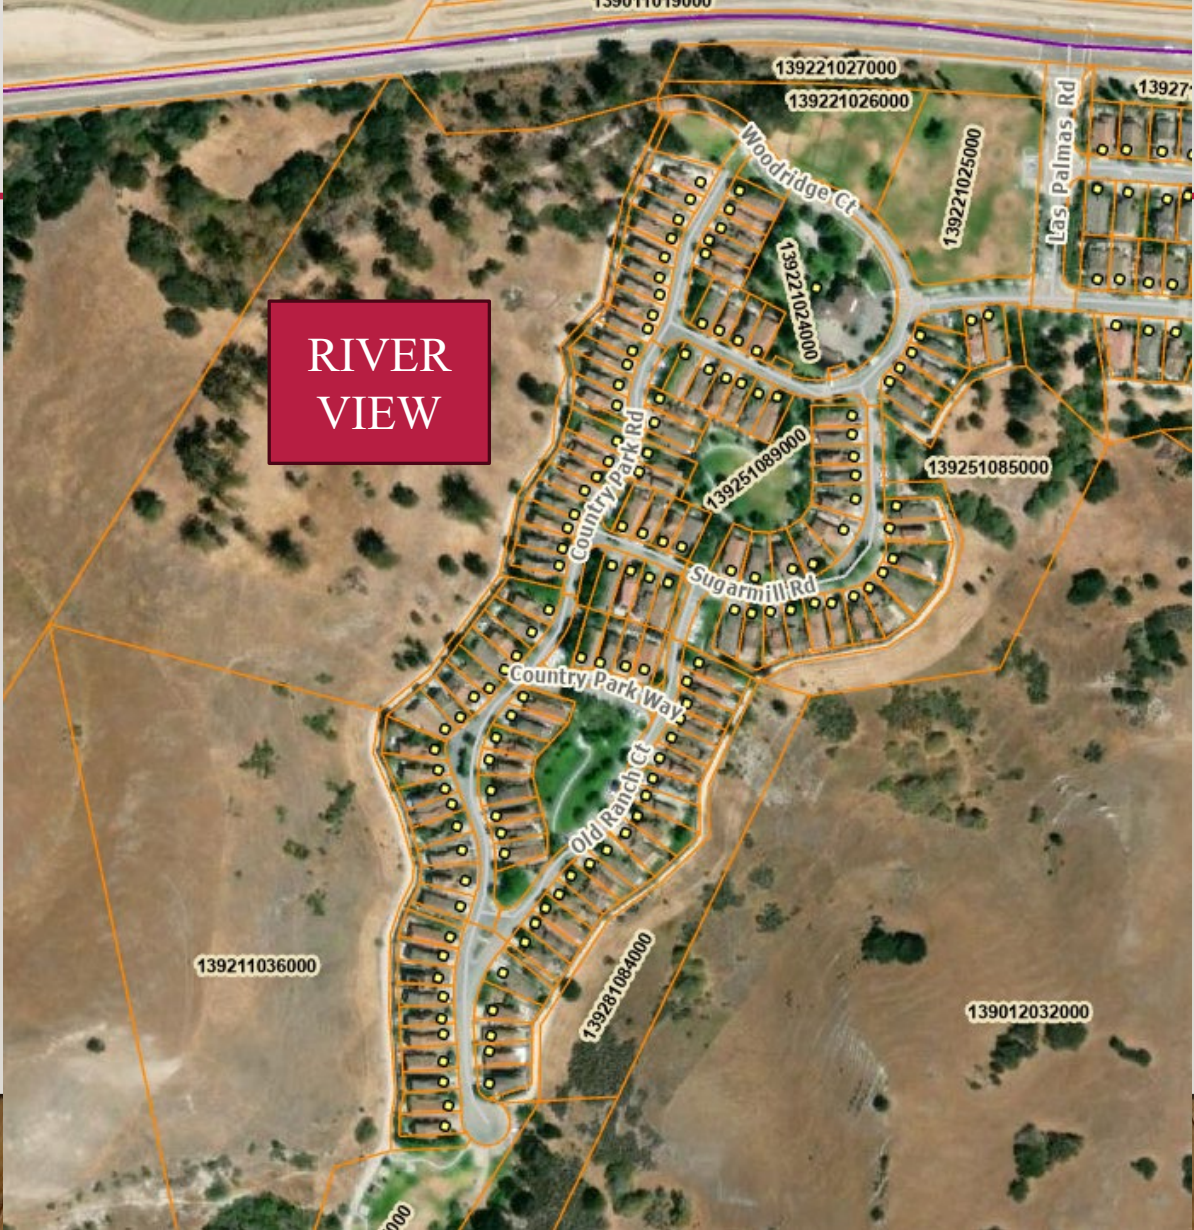 139011019000
139221027000
139221026000
Las Palmas Rd
Woodridge Ct
139221025000
139221024000
RIVER
VIEW
Country Park Rd
139251089000
139251085000
Sugarmill Rd
Country Park Way
Old Ranch Ct
139211036000
139281084000
139012032000